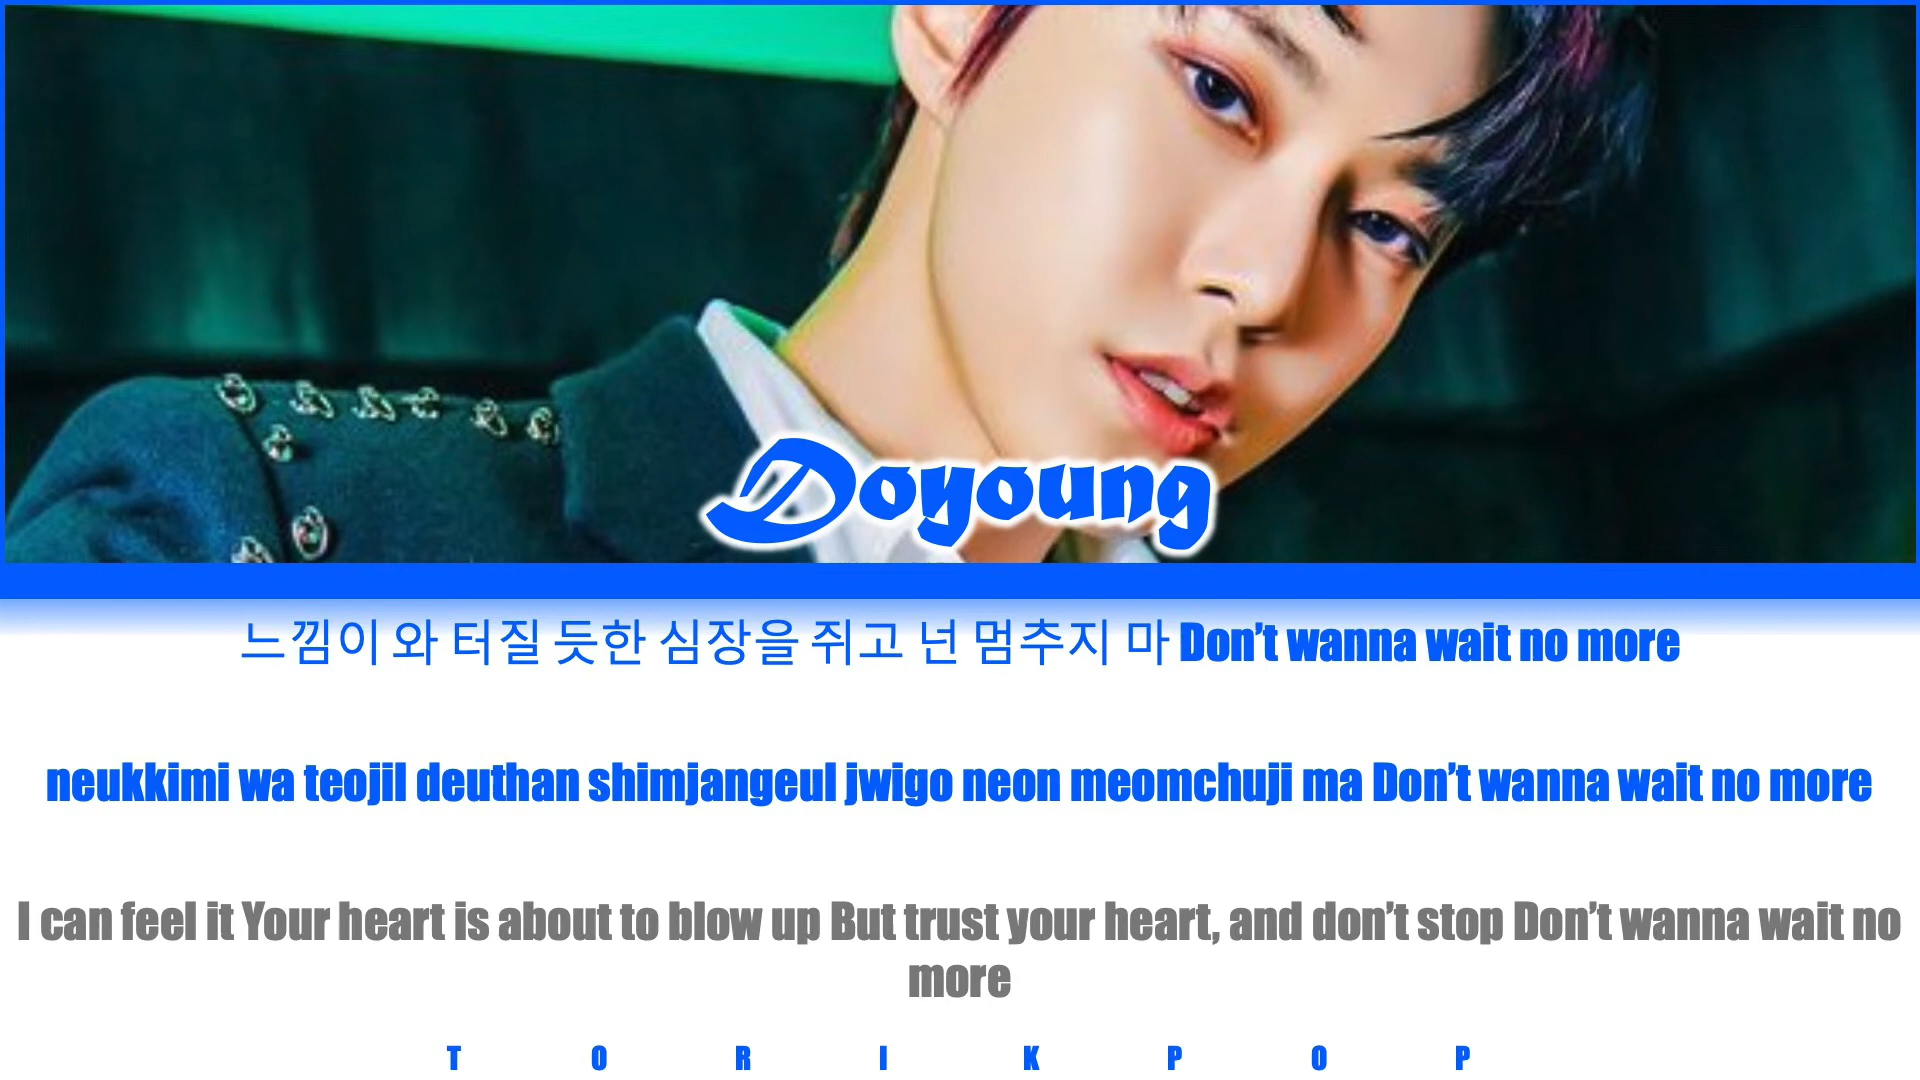 Doyoung
느낌이 와 터질 듯한 심장을 쥐고 넌 멈추지 마 Don’t wanna wait no more
neukkimi wa teojil deuthan shimjangeul jwigo neon meomchuji ma Don’t wanna wait no more
I can feel it Your heart is about to blow up But trust your heart, and don’t stop Don’t wanna wait no
more
T O R I K P O P